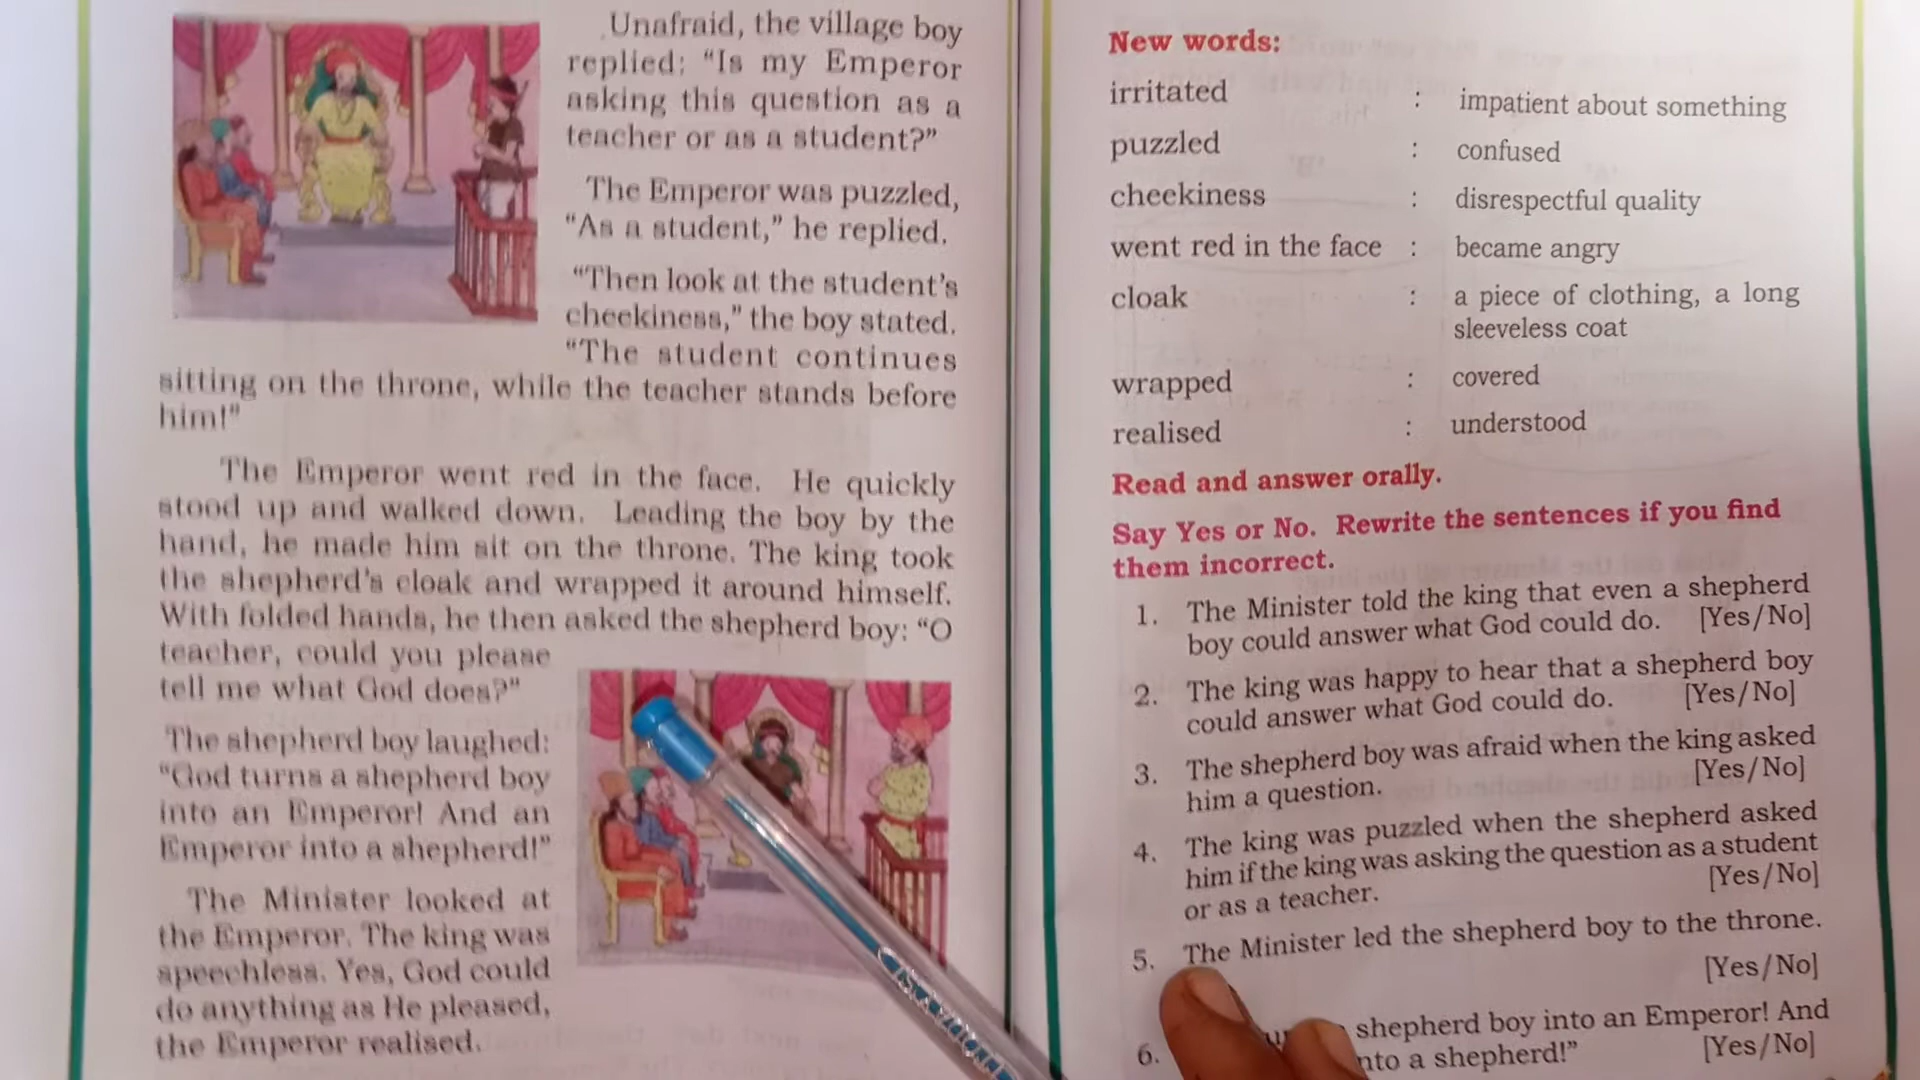 Unafraid, the village boy
replied: “Is my Emperor
asking this question as a
teacher or as a student?”
The Emperor was puzzled,
“As a student,” he replied.
“Then look at the student’s
cheekiness,” the boy stated.
“The student continues
sitting on the throne, while the teacher stands before
him!”
The Emperor went red in the face. He quickly
stood up and walked down. Leading the boy by the
hand, he made him sit on the throne. The king took
the shepherd’s cloak and wrapped it around himself.
With folded hands, he then asked the shepherd boy: “O
teacher, could you please
tell me what God does?”
The shepherd boy laughed:
“God turns a shepherd boy
into an Emperor! And an
Emperor into a shepherd!”
The Minister looked at
the Emperor. The king was
speechless. Yes, God could
do anything as He pleased,
the Emperor realised.
New words:
irritated : impatient about something
puzzled : confused
cheekiness : disrespectful quality
went red in the face : became angry
cloak : a piece of clothing, a long
sleeveless coat
wrapped : covered
realised : understood
Read and answer orally.
Say Yes or No. Rewrite the sentences if you find
them incorrect.
1. The Minister told the king that even a shepherd
boy could answer what God could do. [Yes/No]
2. The king was happy to hear that a shepherd boy
could answer what God could do. [Yes/No]
3. The shepherd boy was afraid when the king asked
him a question. [Yes/No]
4. The king was puzzled when the shepherd asked
him if the king was asking the question as a student
or as a teacher. [Yes/No]
5. The Minister led the shepherd boy to the throne.
[Yes/No]
6. shepherd boy into an Emperor! And
into a shepherd!” [Yes/No]